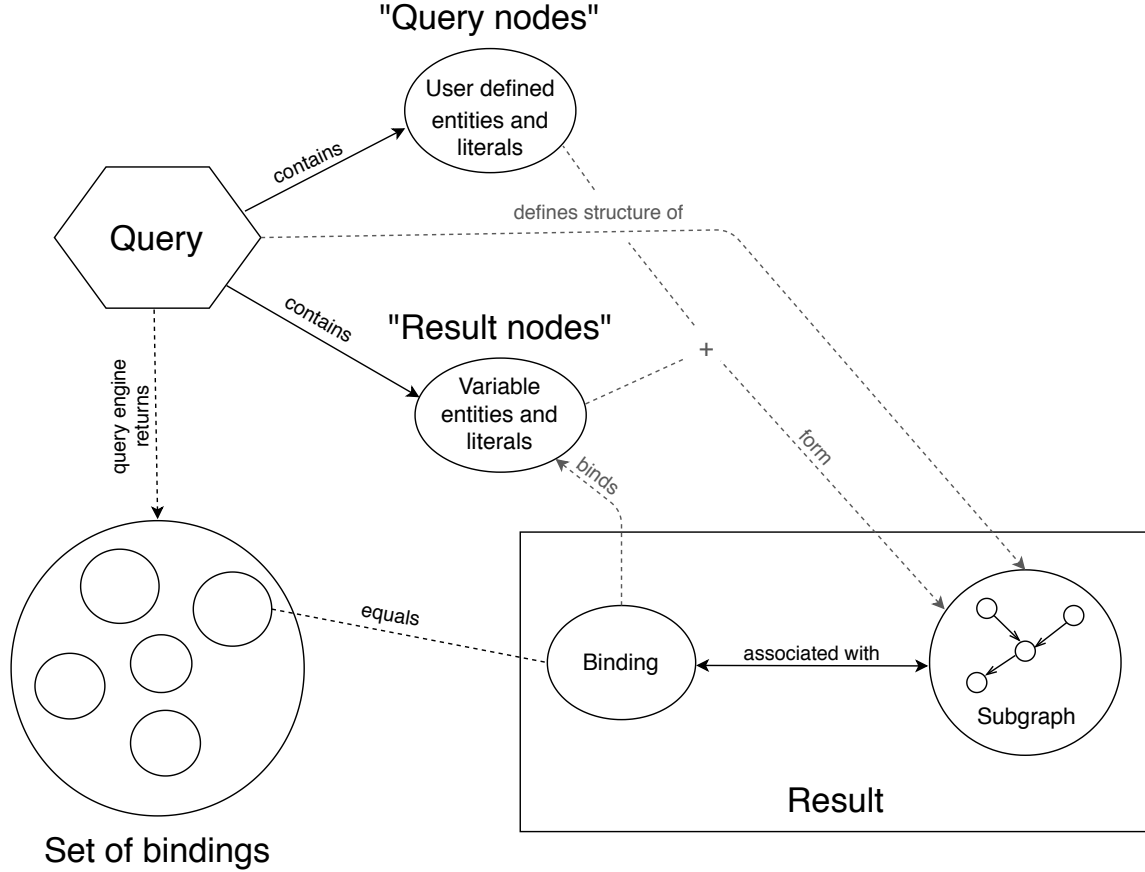 "Query nodes"
User defined
entities and
literals
contains
defines structure of
Query
contains
"Result nodes"
+
Variable
entities and
literals
query engine
returns
form
binds
equals
Binding
associated with
Subgraph
Result
Set of bindings